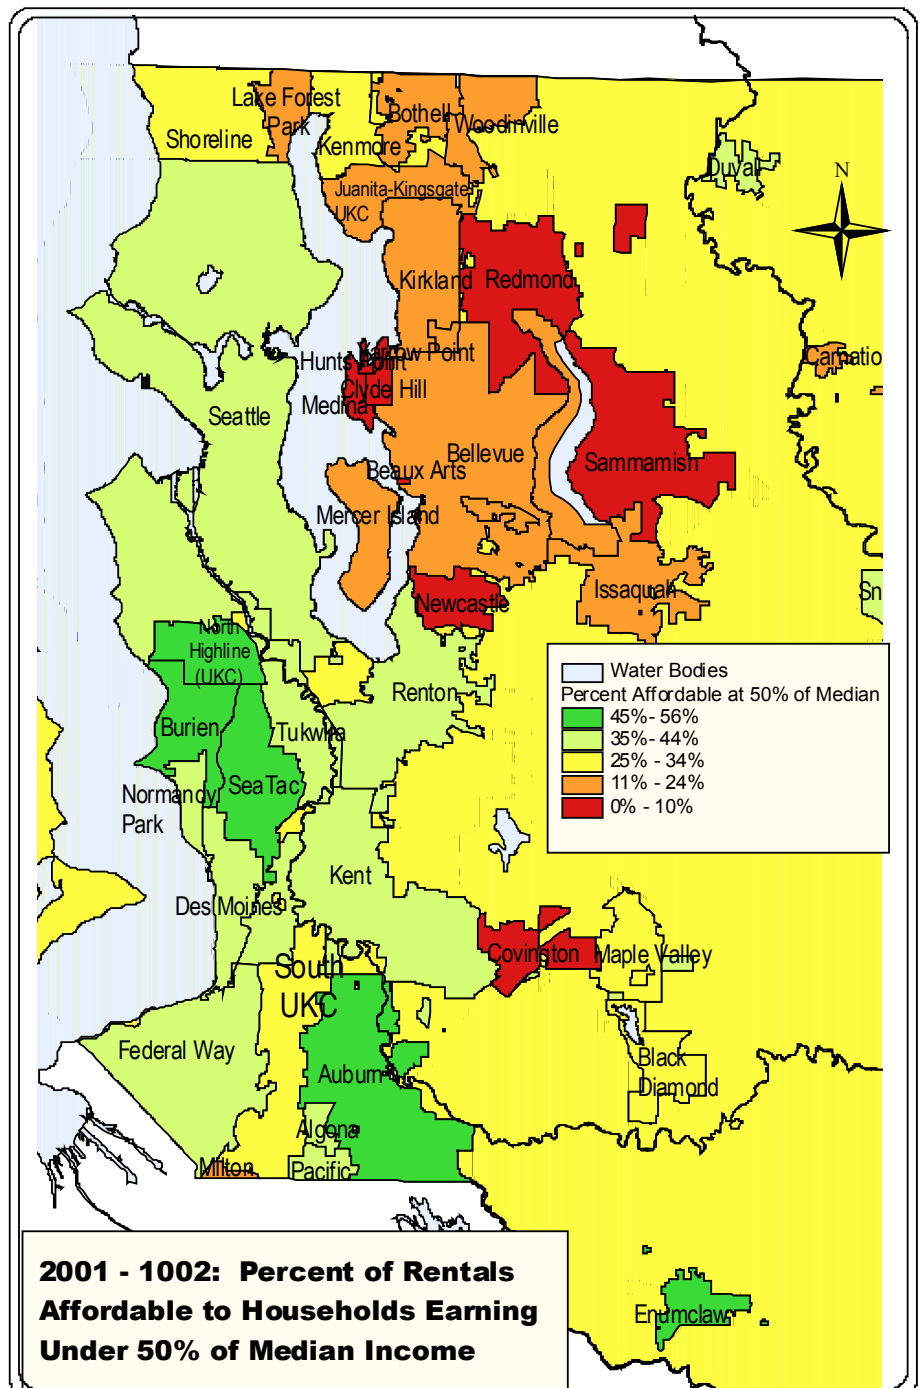 Lake Forest
Park
Shoreline
Kenmore
Bothell
Woodinville
Duvall
N
Juanita-Kingsgate
UKC
Kirkland
Redmond
Yarrow Point
Hunts Point
Clyde Hill
Medina
Carnatio
Seattle
Bellevue
Sammamish
Beaux Arts
Mercer Island
Issaquah
Newcastle
Sn
North
Highline
(UKC)
Renton
Burien
Tukwila
SeaTac
Normandy
Park
Water Bodies
Percent Affordable at 50% of Median
45% - 56%
35% - 44%
25% - 34%
11% - 24%
0% - 10%
Kent
Des Moines
Covington
Maple Valley
South
UKC
Federal Way
Auburn
Black
Diamond
Algona
Milton
Pacific
Enumclaw
2001 - 1002: Percent of Rentals
Affordable to Households Earning
Under 50% of Median Income